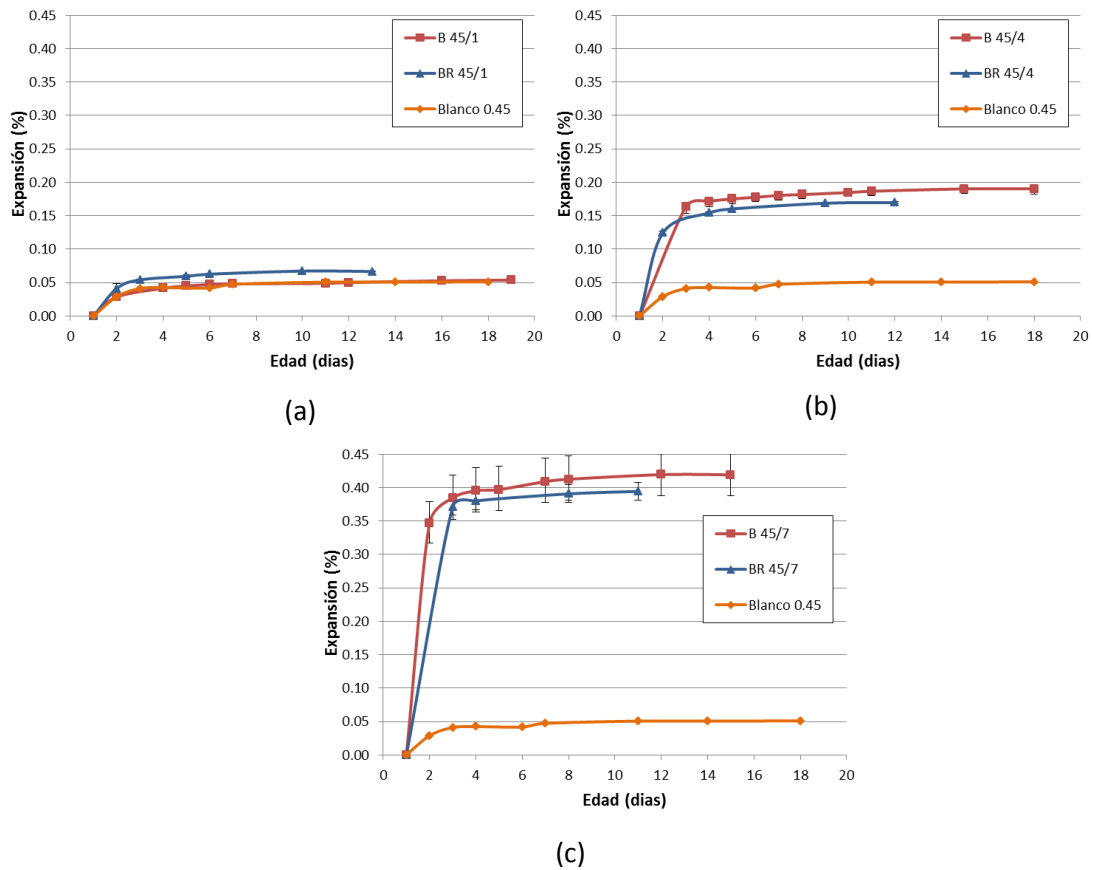 0.45
0.40
0.35
0.30
0.25
0.20
0.15
0.10
0.05
0.00
Expansión (%)
B 45/1
BR 45/1
Blanco 0.45
0 2 4 6 8 10 12 14 16 18 20
Edad (dias)
(a)
0.45
0.40
0.35
0.30
0.25
0.20
0.15
0.10
0.05
0.00
Expansión (%)
B 45/4
BR 45/4
Blanco 0.45
0 2 4 6 8 10 12 14 16 18 20
Edad (dias)
(b)
0.45
0.40
0.35
0.30
0.25
0.20
0.15
0.10
0.05
0.00
Expansión (%)
B 45/7
BR 45/7
Blanco 0.45
0 2 4 6 8 10 12 14 16 18 20
Edad (dias)
(c)